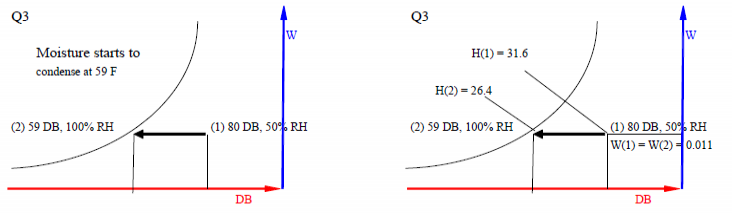 Q3
W
Moisture starts to
condense at 59 F
(2) 59 DB, 100% RH
(1) 80 DB, 50% RH
DB
Q3
W
H(1) = 31.6
H(2) = 26.4
(2) 59 DB, 100% RH
(1) 80 DB, 50% RH
W(1) = W(2) = 0.011
DB